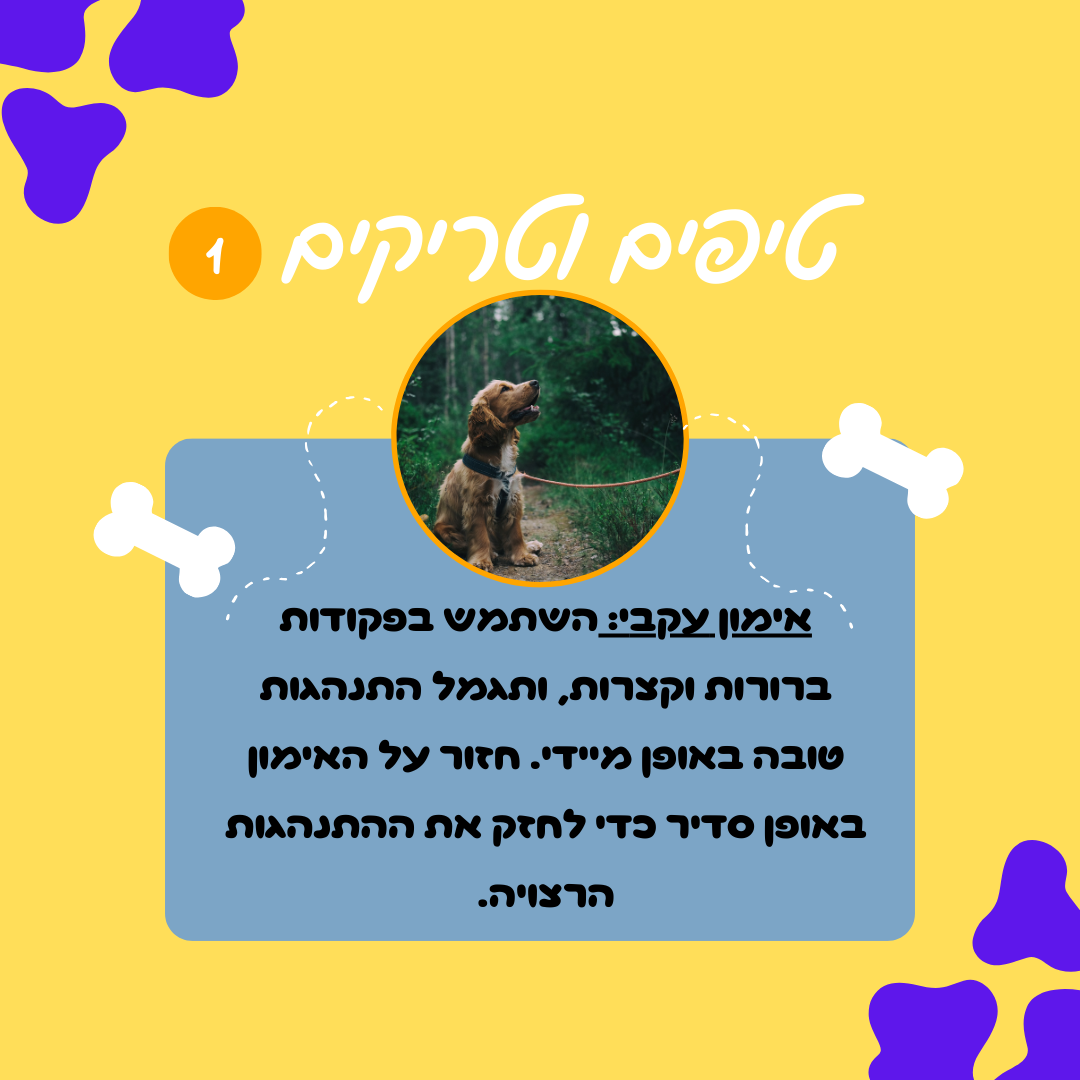 טיפים וטריקים 1
אימון עקבי: השתמש בפקודות
ברורות וקצרות, ותגמל התנהגות
טובה באופן מיידי. חזור על האימון
באופן סדיר כדי לחזק את ההתנהגות
הרצויה.